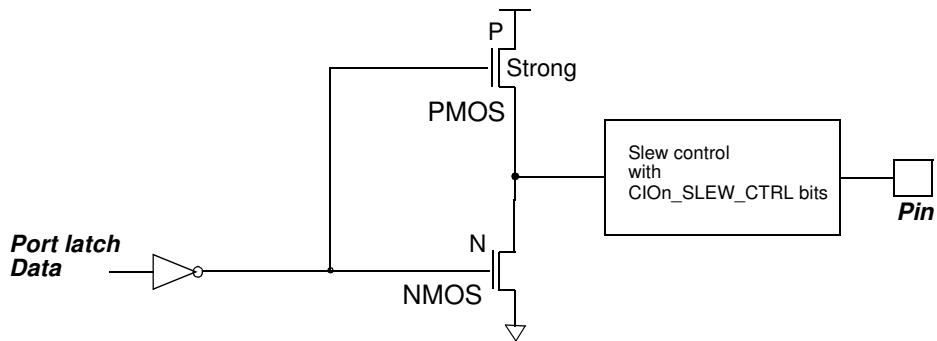 P
Strong
PMOS
Slew control
with
CIOn_SLEW_CTRL bits
Pin
Port latch
Data
N
NMOS